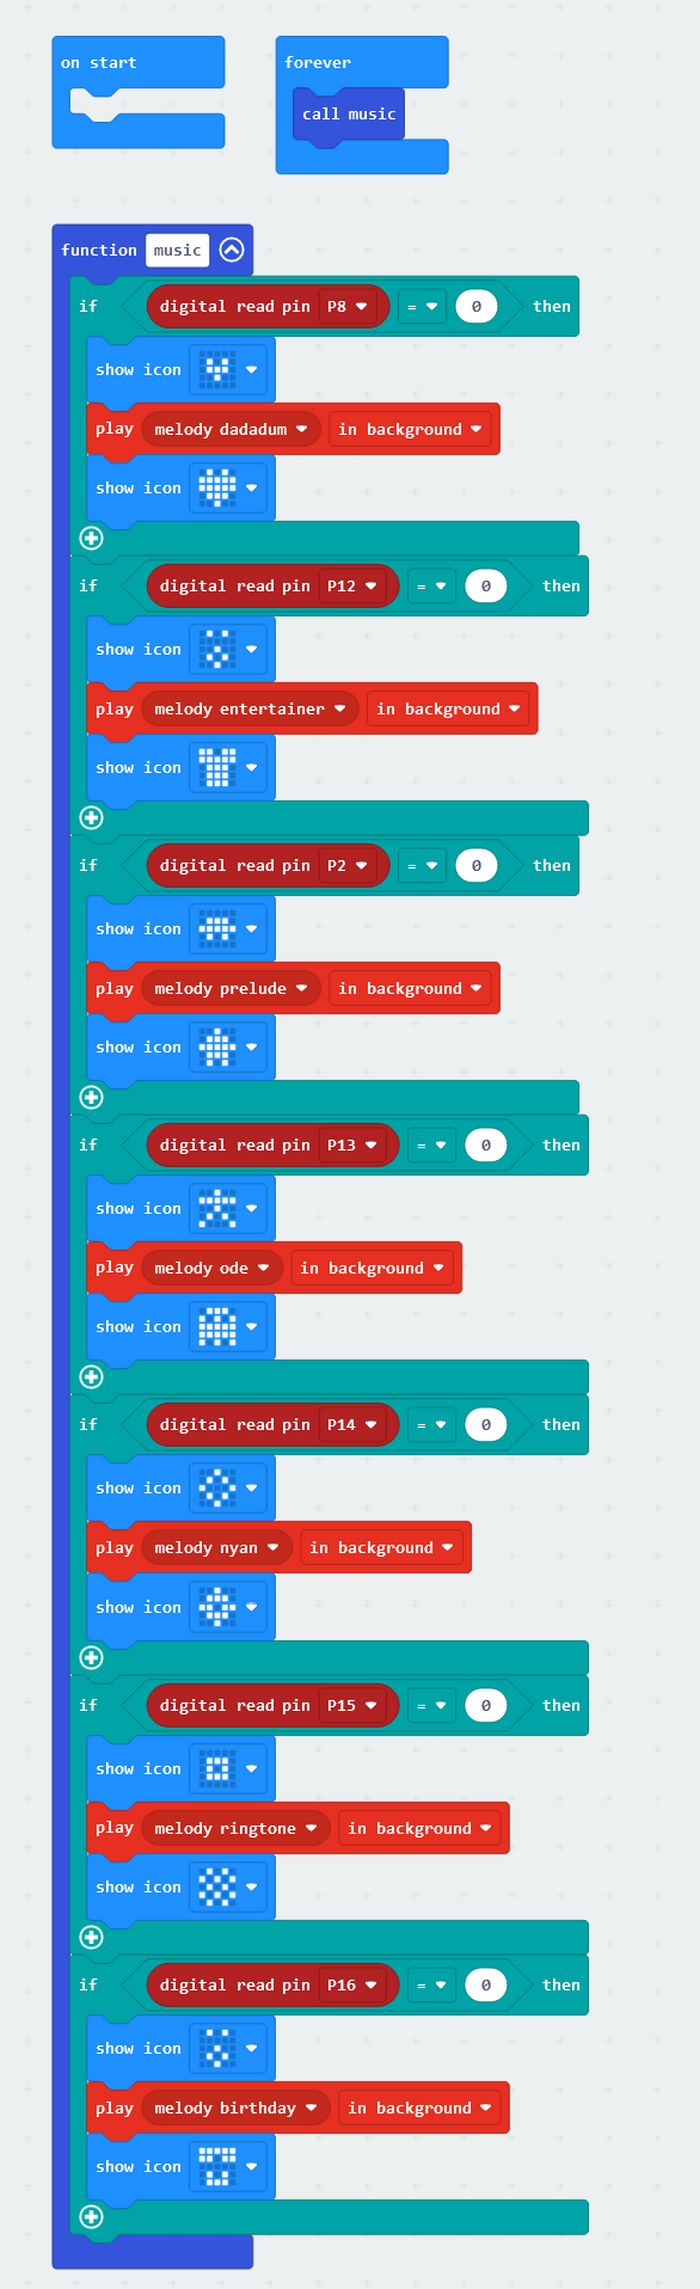 on start
forever
call music
function music
if digital read pin P8 = 0 then
show icon
play melody dadadum in background
show icon
if digital read pin P12 = 0 then
show icon
play melody entertainer in background
show icon
if digital read pin P2 = 0 then
show icon
play melody prelude in background
show icon
if digital read pin P13 = 0 then
show icon
play melody ode in background
show icon
if digital read pin P14 = 0 then
show icon
play melody nyan in background
show icon
if digital read pin P15 = 0 then
show icon
play melody ringtone in background
show icon
if digital read pin P16 = 0 then
show icon
play melody birthday in background
show icon